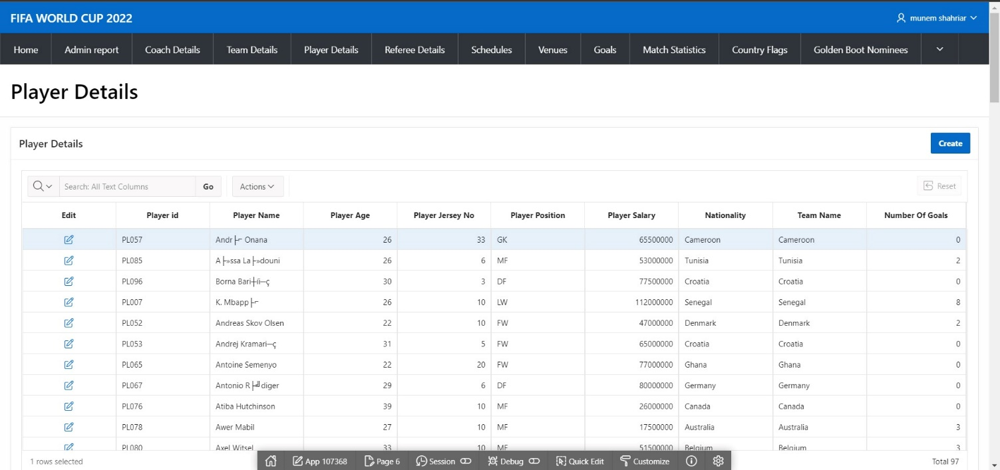 FIFA WORLD CUP 2022 munem shahriar
Home Admin report Coach Details Team Details Player Details Referee Details Schedules Venues Goals Match Statistics Country Flags Golden Boot Nominees
Player Details
Player Details Create
Search: All Text Columns Go Actions Reset
Edit Player id Player Name Player Age Player Jersey No Player Position Player Salary Nationality Team Name Number Of Goals
PL057 Andr├⌐ Onana 26 33 GK 65500000 Cameroon Cameroon 0
PL085 A├»ssa La├»douni 26 6 MF 53000000 Tunisia Tunisia 2
PL096 Borna Bari┼íi─ç 30 3 DF 77500000 Croatia Croatia 0
PL007 K. Mbapp├⌐ 26 10 LW 112000000 Senegal Senegal 8
PL052 Andreas Skov Olsen 22 10 FW 47000000 Denmark Denmark 2
PL053 Andrej Kramari─ç 31 5 FW 65000000 Croatia Croatia 0
PL065 Antoine Semenyo 22 20 FW 77000000 Ghana Ghana 0
PL067 Antonio R├╝diger 29 6 DF 80000000 Germany Germany 0
PL076 Atiba Hutchinson 39 10 MF 26000000 Canada Canada 0
PL078 Awer Mabil 27 10 MF 17500000 Australia Australia 3
PL080 Axel Witsel 33 10 MF 51500000 Belgium Belgium 3
1 rows selected App 107368 Page 6 Session Debug Quick Edit Customize Total 97